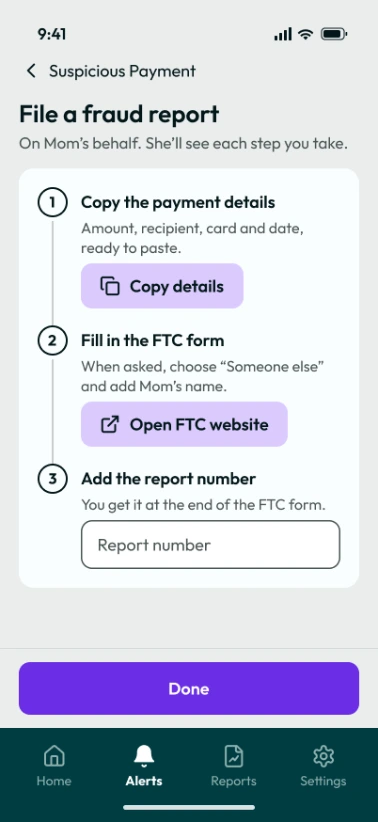 9:41
Suspicious Payment
File a fraud report
On Mom’s behalf. She’ll see each step you take.
1
Copy the payment details
Amount, recipient, card and date,
ready to paste.
Copy details
2
Fill in the FTC form
When asked, choose “Someone else”
and add Mom’s name.
Open FTC website
3
Add the report number
You get it at the end of the FTC form.
Report number
Done
Home
Alerts
Reports
Settings